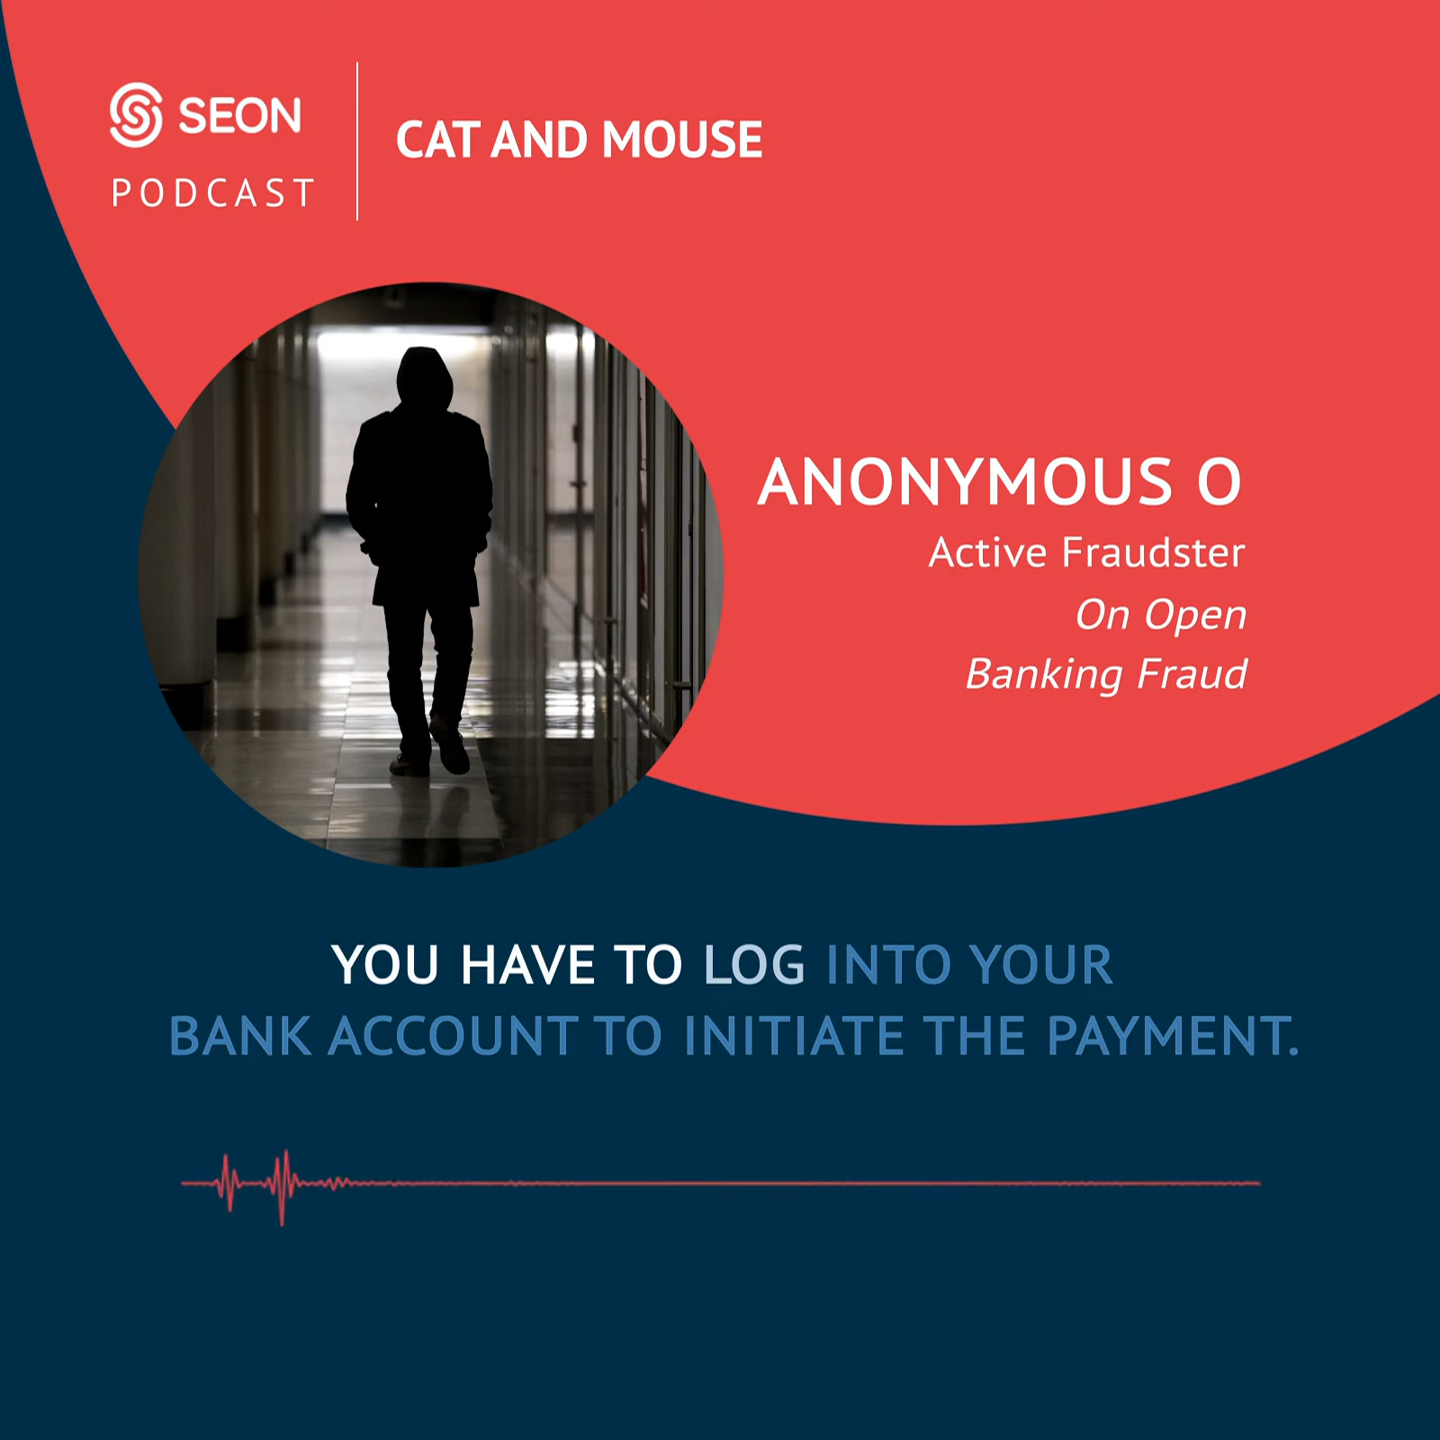 SEON
PODCAST
CAT AND MOUSE
ANONYMOUS O
Active Fraudster
On Open
Banking Fraud
YOU HAVE TO LOG INTO YOUR
BANK ACCOUNT TO INITIATE THE PAYMENT.